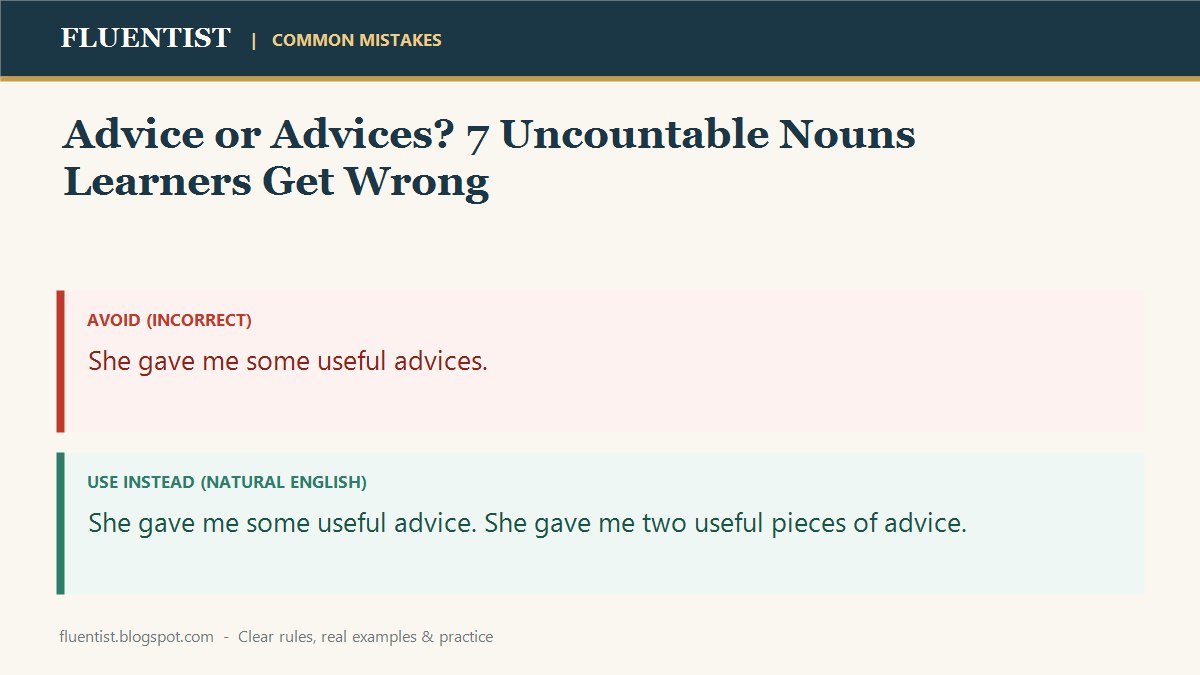 FLUENTIST | COMMON MISTAKES
Advice or Advices? 7 Uncountable Nouns
Learners Get Wrong
AVOID (INCORRECT)
She gave me some useful advices.
USE INSTEAD (NATURAL ENGLISH)
She gave me some useful advice. She gave me two useful pieces of advice.
fluentist.blogspot.com - Clear rules, real examples & practice